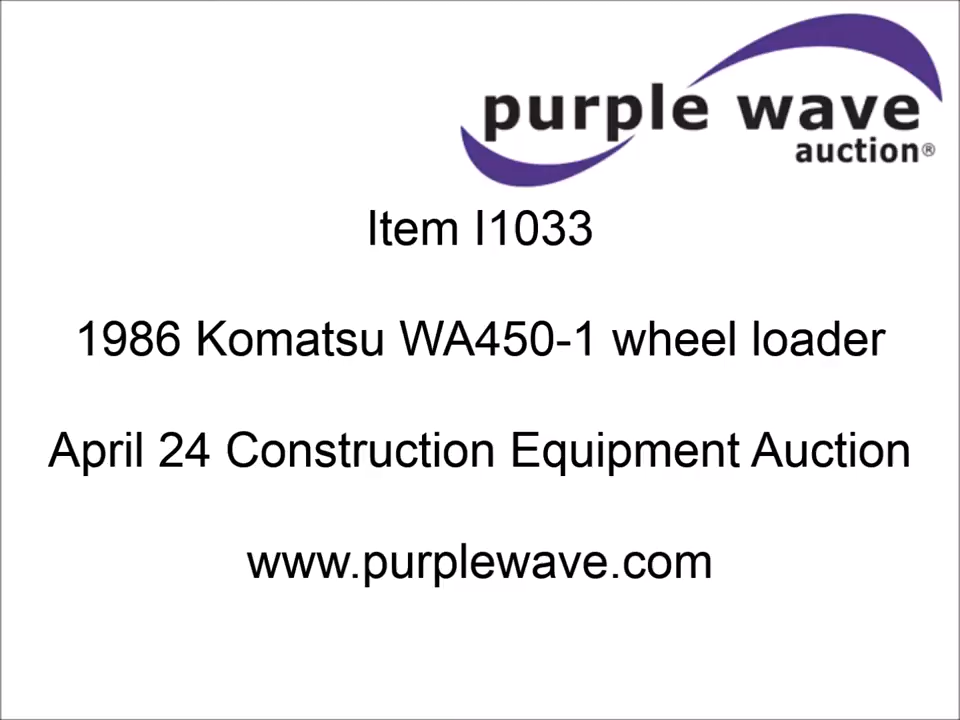 purple wave
auction®
Item I1033
1986 Komatsu WA450-1 wheel loader
April 24 Construction Equipment Auction
www.purplewave.com